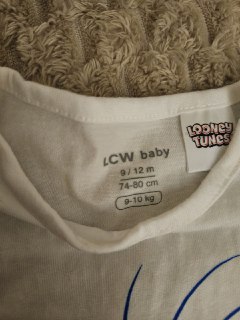 LCW baby
9 / 12 m
74-80 cm
9-10 kg
LOONEY
TUNES